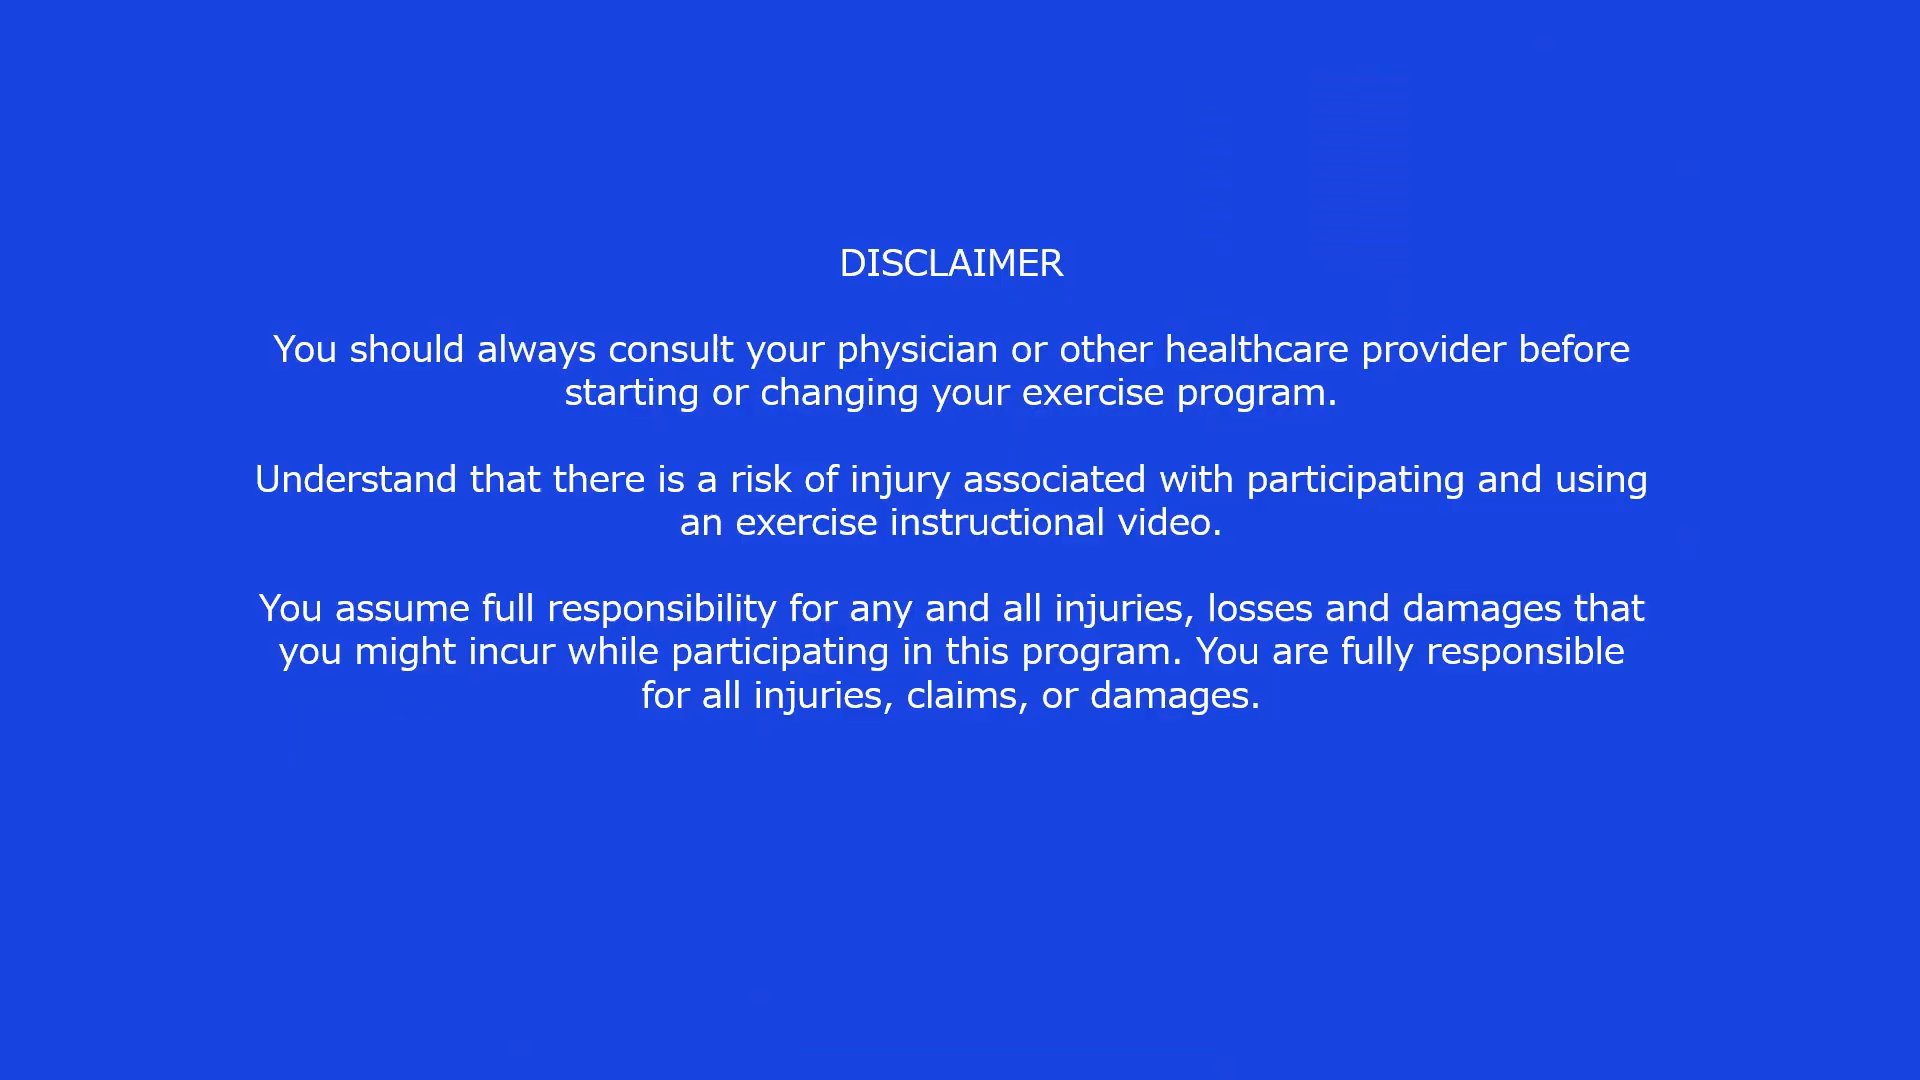 DISCLAIMER
You should always consult your physician or other healthcare provider before
starting or changing your exercise program.
Understand that there is a risk of injury associated with participating and using
an exercise instructional video.
You assume full responsibility for any and all injuries, losses and damages that
you might incur while participating in this program. You are fully responsible
for all injuries, claims, or damages.